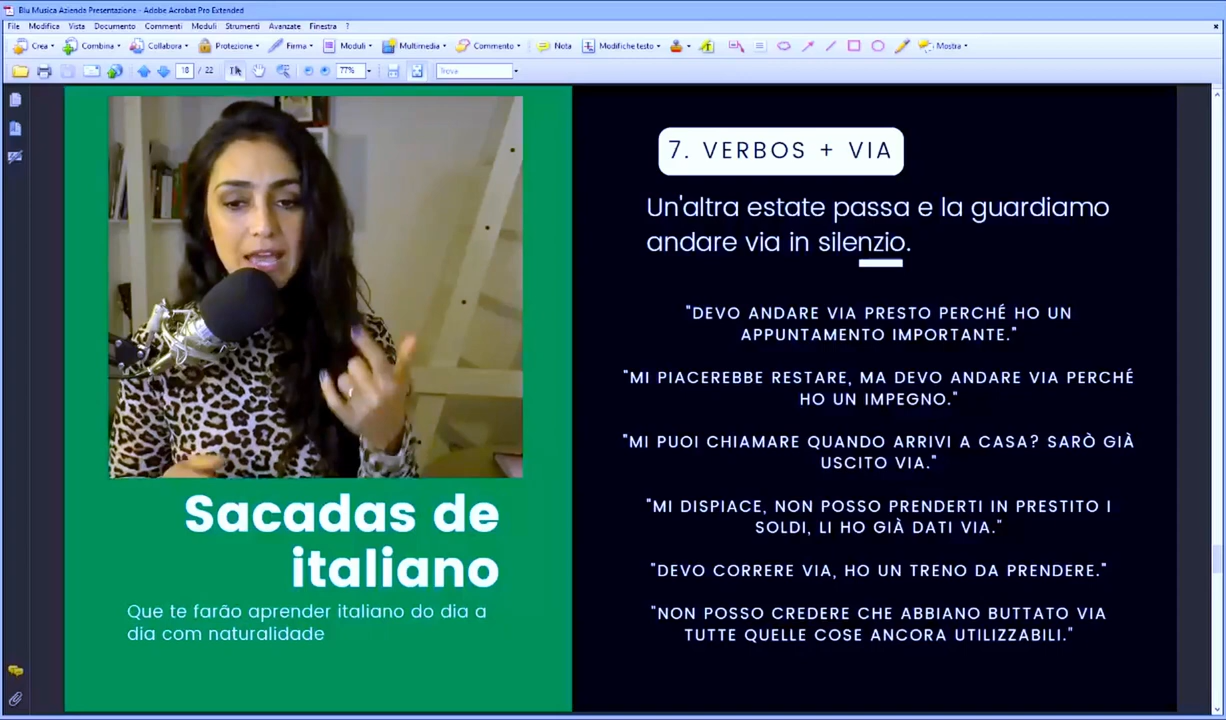 Blu Musica Azienda Presentazione - Adobe Acrobat Pro Extended
File Modifica Vista Documento Commenti Moduli Strumenti Avanzate Finestra ?
Crea Combina Collabora Protezione Firma Moduli Multimedia Commento Nota Modifiche testo Mostra
18 / 22 77% Trova
7. VERBOS + VIA
Un'altra estate passa e la guardiamo
andare via in silenzio.
"DEVO ANDARE VIA PRESTO PERCHÉ HO UN
APPUNTAMENTO IMPORTANTE."
"MI PIACEREBBE RESTARE, MA DEVO ANDARE VIA PERCHÉ
HO UN IMPEGNO."
"MI PUOI CHIAMARE QUANDO ARRIVI A CASA? SARÒ GIÀ
USCITO VIA."
"MI DISPIACE, NON POSSO PRENDERTI IN PRESTITO I
SOLDI, LI HO GIÀ DATI VIA."
"DEVO CORRERE VIA, HO UN TRENO DA PRENDERE."
"NON POSSO CREDERE CHE ABBIANO BUTTATO VIA
TUTTE QUELLE COSE ANCORA UTILIZZABILI."
Sacadas de
italiano
Que te farão aprender italiano do dia a
dia com naturalidade